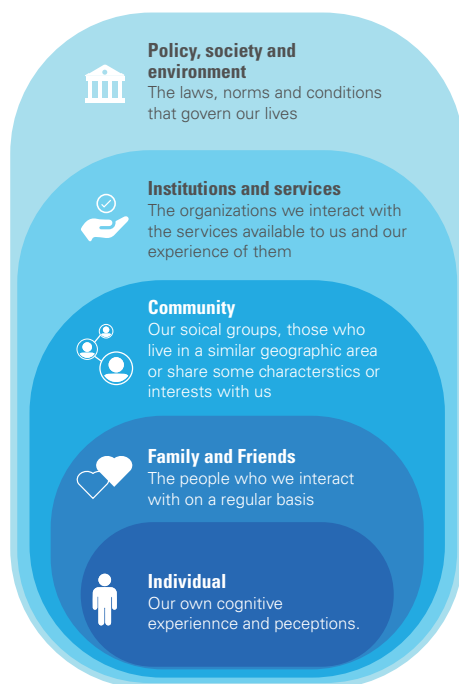 Policy, society and
environment
The laws, norms and conditions
that govern our lives
Institutions and services
The organizations we interact with
the services available to us and our
experience of them
Community
Our soical groups, those who
live in a similar geographic area
or share some characterstics or
interests with us
Family and Friends
The people who we interact
with on a regular basis
Individual
Our own cognitive
experiennce and peceptions.